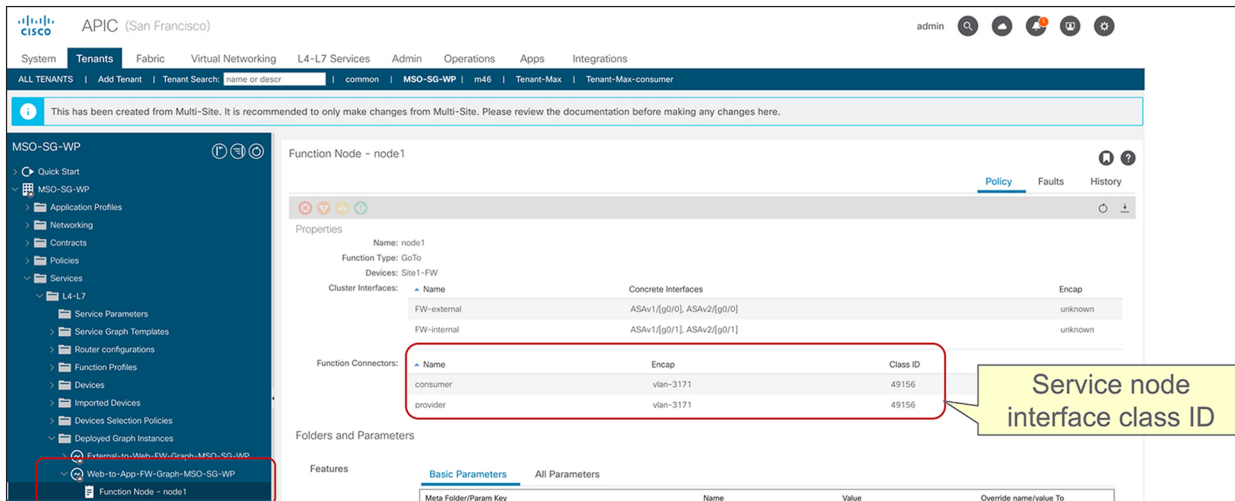 cisco APIC (San Francisco) admin 1
System Tenants Fabric Virtual Networking L4-L7 Services Admin Operations Apps Integrations
ALL TENANTS | Add Tenant | Tenant Search: name or descr | common | MSO-SG-WP | m46 | Tenant-Max | Tenant-Max-consumer
i This has been created from Multi-Site. It is recommended to only make changes from Multi-Site. Please review the documentation before making any changes here.
MSO-SG-WP
Quick Start
MSO-SG-WP
Application Profiles
Networking
Contracts
Policies
Services
L4-L7
Service Parameters
Service Graph Templates
Router configurations
Function Profiles
Devices
Imported Devices
Devices Selection Policies
Deployed Graph Instances
External-to-Web-FW-Graph-MSO-SG-WP
Web-to-App-FW-Graph-MSO-SG-WP
Function Node - node1
Function Node - node1
Policy Faults History
Properties
Name: node1
Function Type: GoTo
Devices: Site1-FW
Cluster Interfaces: Name Concrete Interfaces Encap
FW-external ASAv1/[g0/0], ASAv2/[g0/0] unknown
FW-internal ASAv1/[g0/1], ASAv2/[g0/1] unknown
Function Connectors: Name Encap Class ID
consumer vlan-3171 49156
provider vlan-3171 49156
Service node
interface class ID
Folders and Parameters
Features Basic Parameters All Parameters
Meta Folder/Param Key Name Value Override name/value To